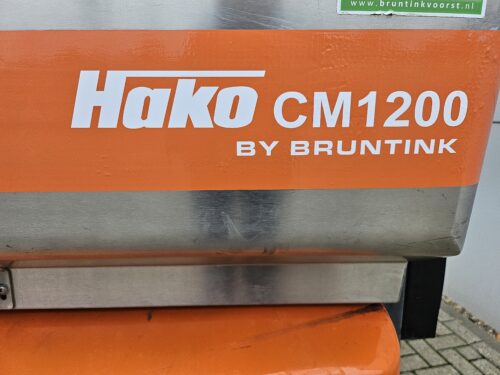 www.bruntinkvoorst.nl
Hako CM1200
BY BRUNTINK